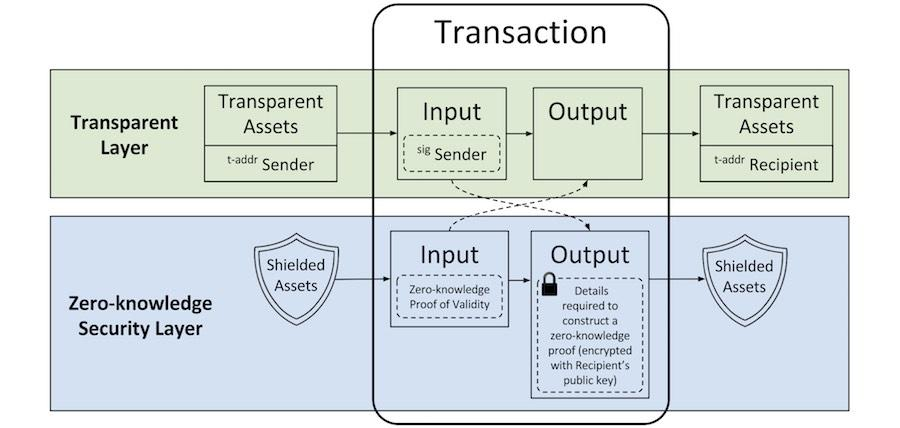 Transaction
Transparent
Layer
Transparent
Assets
t-addr Sender
Input
sig Sender
Output
Transparent
Assets
t-addr Recipient
Zero-knowledge
Security Layer
Shielded
Assets
Input
Zero-knowledge
Proof of Validity
Output
Details
required to
construct a
zero-knowledge
proof (encrypted
with Recipient's
public key)
Shielded
Assets